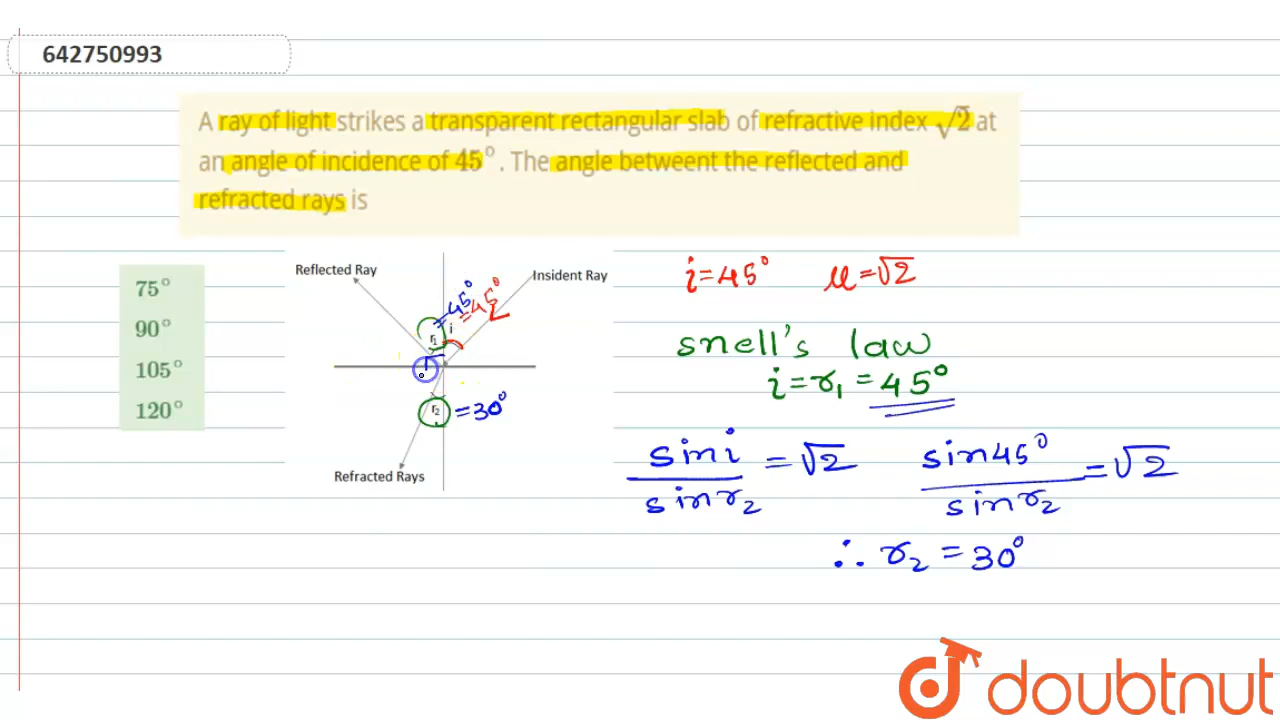 642750993
A ray of light strikes a transparent rectangular slab of refractive index √2 at
an angle of incidence of 45°. The angle betweent the reflected and
refracted rays is
75°
90°
105°
120°
Reflected Ray
Insident Ray
=45°
=45°
i
r₁
r₂ =30°
Refracted Rays
i=45° μ=√2
snell's law
i=r₁=45°
sin i / sin r₂ = √2 sin45° / sin r₂ = √2
∴ r₂ = 30°
doubtnut